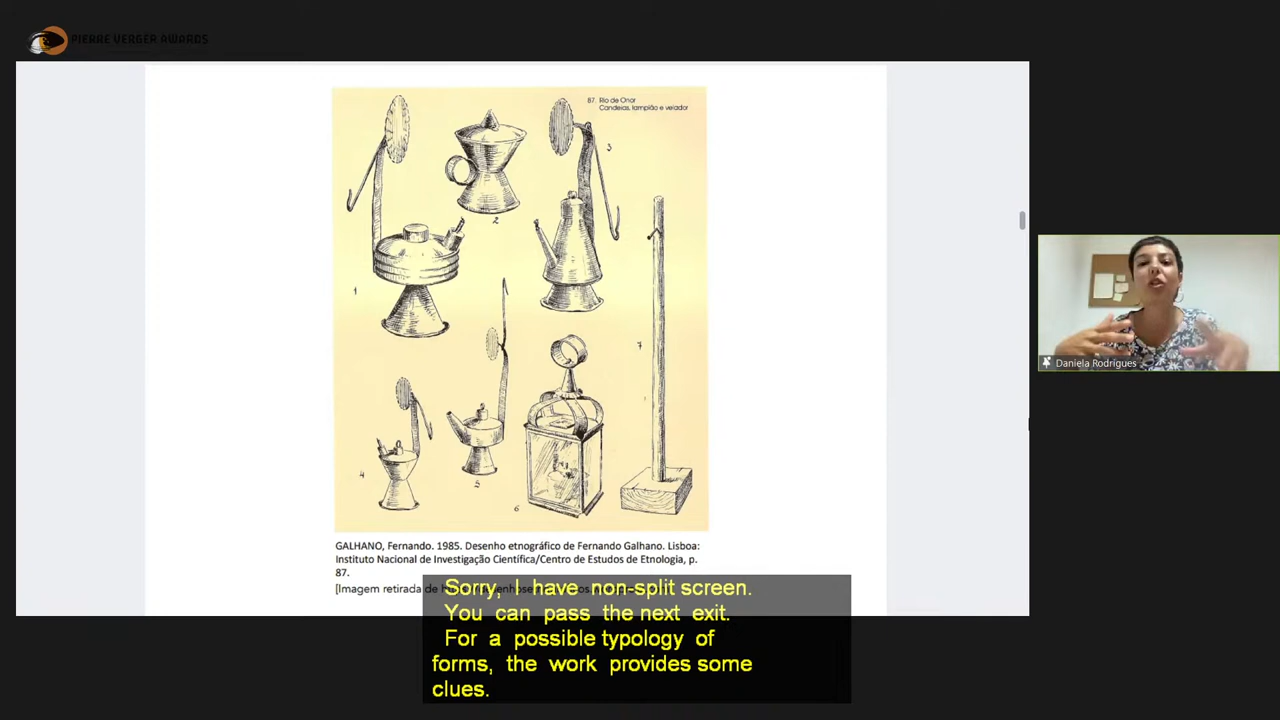 PIERRE VERGER AWARDS
87. Rio de Onor
Candeias, lampião e velador
1
2
3
4
5
6
7
GALHANO, Fernando. 1985. Desenho etnográfico de Fernando Galhano. Lisboa:
Instituto Nacional de Investigação Científica/Centro de Estudos de Etnologia, p.
87.
[Imagem retirada de
Sorry, I have non-split screen.
You can pass the next exit.
For a possible typology of
forms, the work provides some
clues.
Daniela Rodrigues